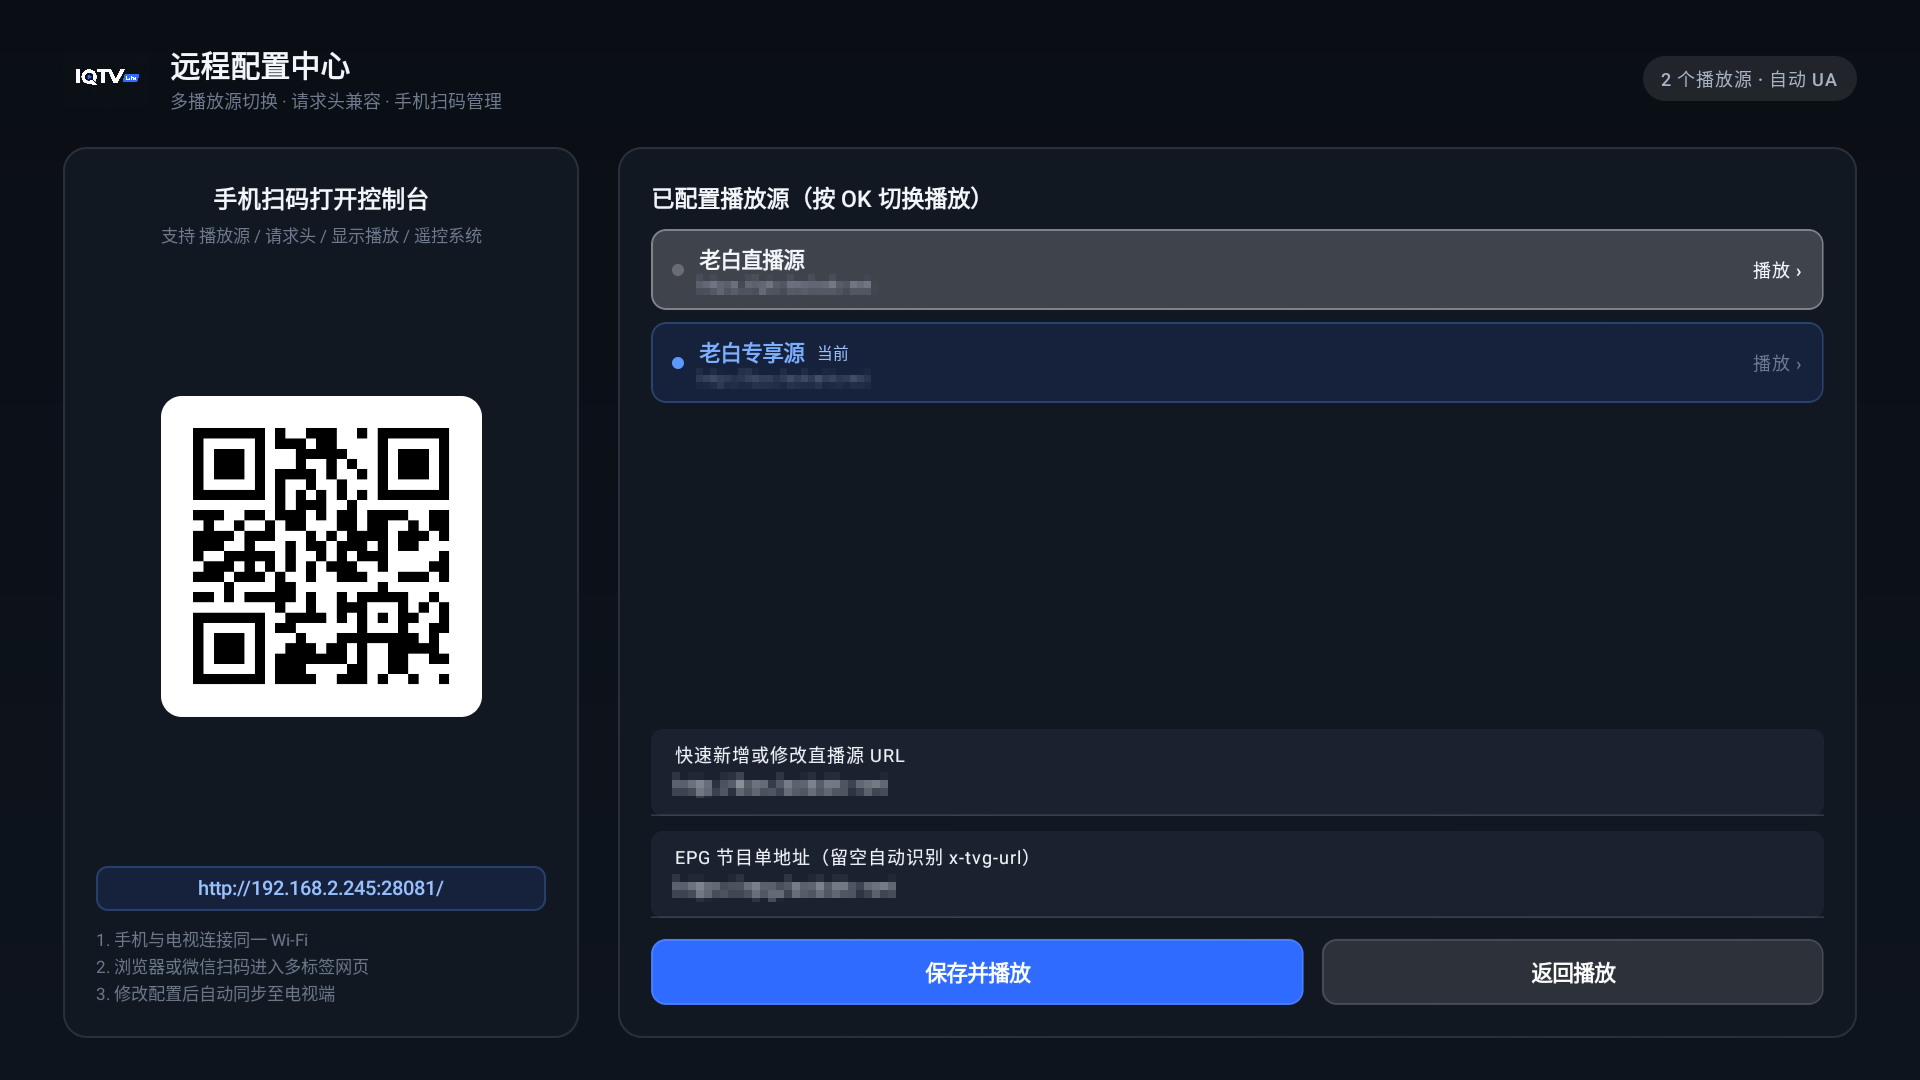 IQTV Lite
远程配置中心
多播放源切换 · 请求头兼容 · 手机扫码管理
2 个播放源 · 自动 UA
手机扫码打开控制台
支持 播放源 / 请求头 / 显示播放 / 遥控系统
http://192.168.2.245:28081/
1. 手机与电视连接同一 Wi-Fi
2. 浏览器或微信扫码进入多标签网页
3. 修改配置后自动同步至电视端
已配置播放源（按 OK 切换播放）
老白直播源
播放 ›
老白专享源 当前
播放 ›
快速新增或修改直播源 URL
EPG 节目单地址（留空自动识别 x-tvg-url）
保存并播放
返回播放